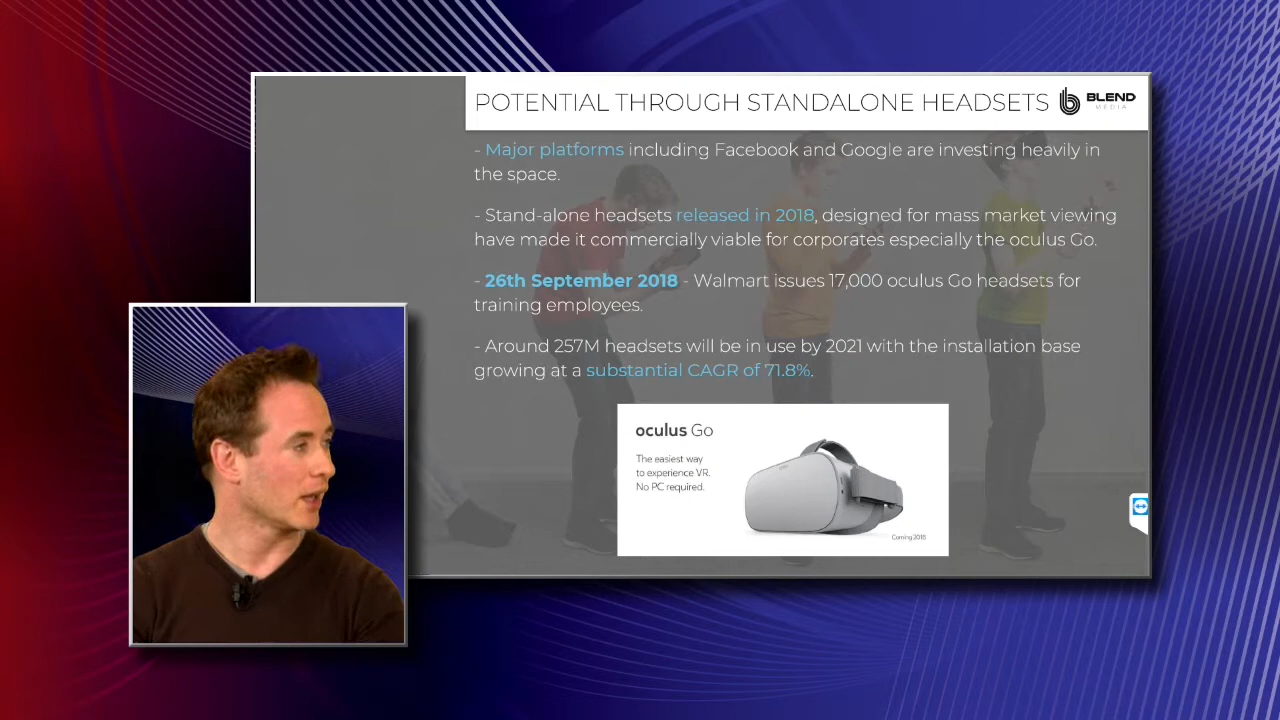 POTENTIAL THROUGH STANDALONE HEADSETS
BLEND
MEDIA
- Major platforms including Facebook and Google are investing heavily in
the space.
- Stand-alone headsets released in 2018, designed for mass market viewing
have made it commercially viable for corporates especially the oculus Go.
- 26th September 2018 - Walmart issues 17,000 oculus Go headsets for
training employees.
- Around 257M headsets will be in use by 2021 with the installation base
growing at a substantial CAGR of 71.8%.
oculus Go
The easiest way
to experience VR.
No PC required.
Coming 2018